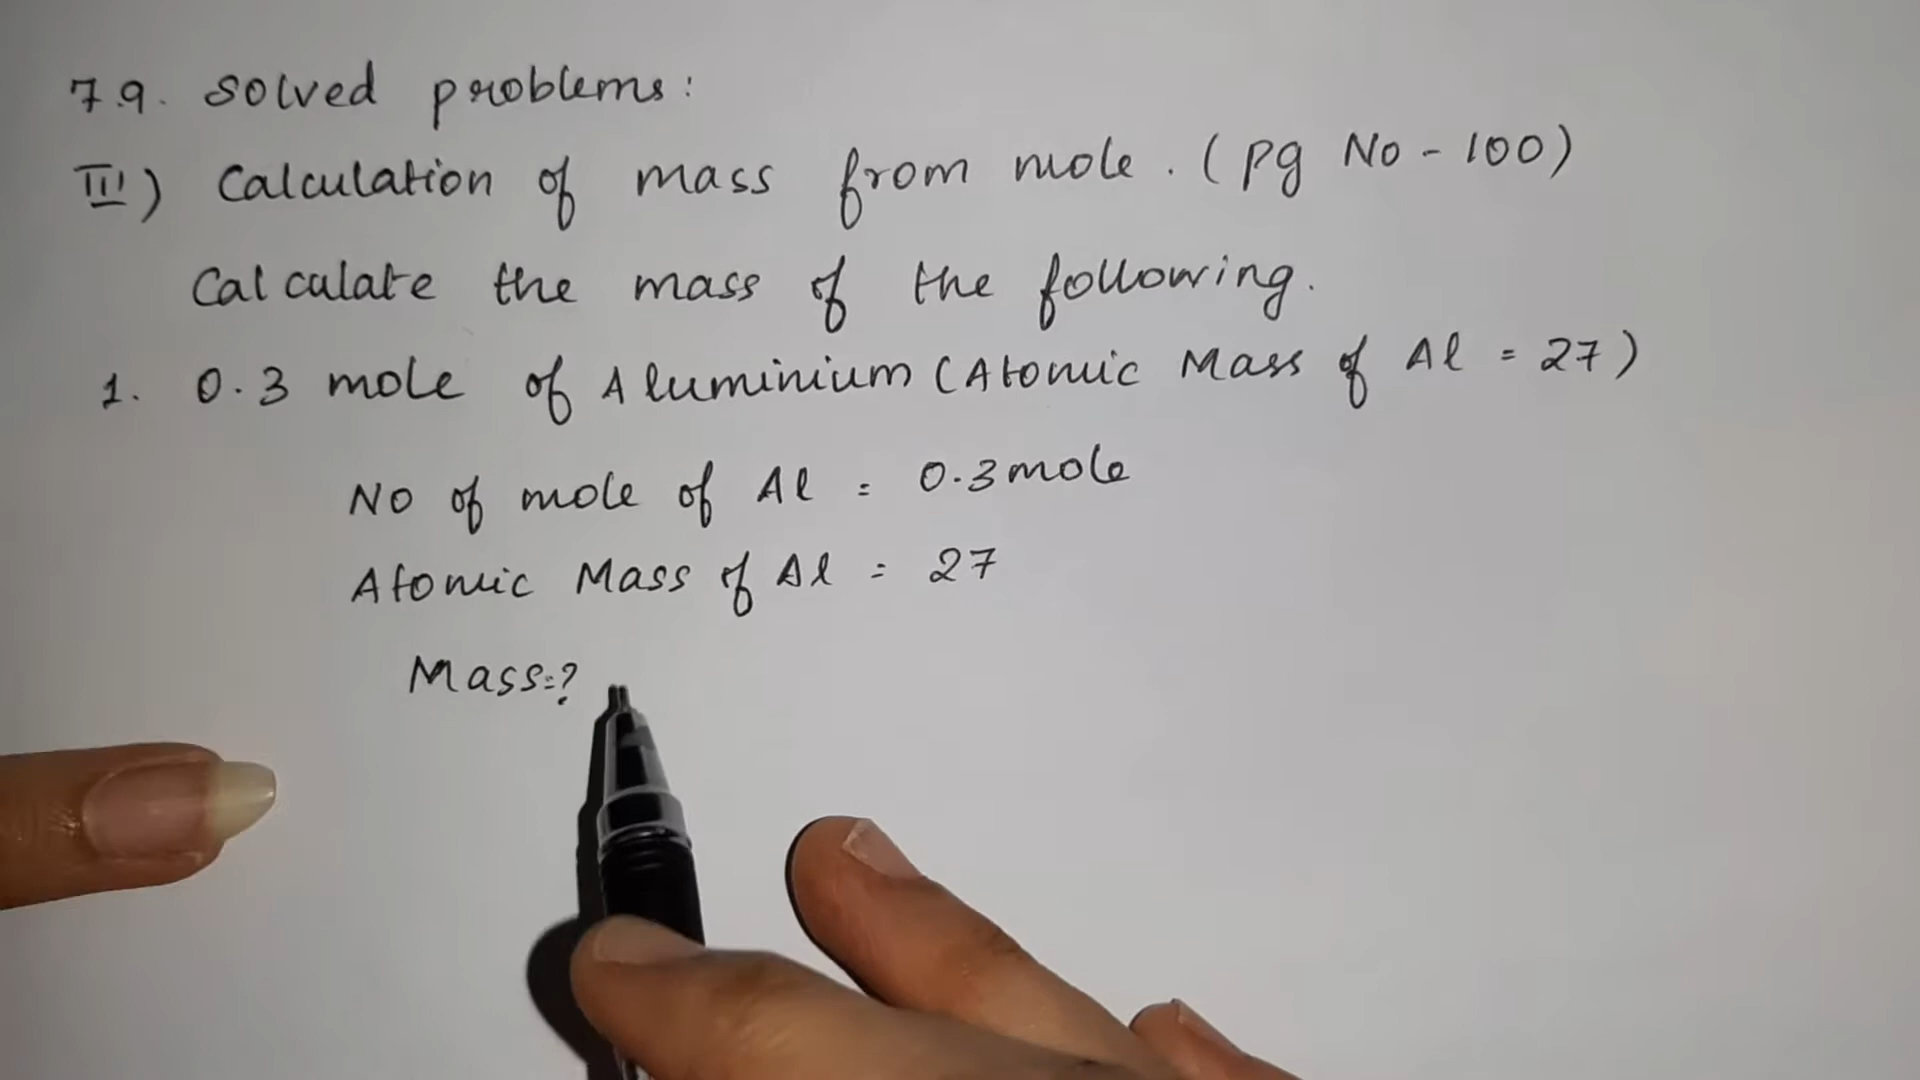 7.9. Solved problems:
III) Calculation of mass from mole. (pg No - 100)
Calculate the mass of the following.
1. 0.3 mole of Aluminium (Atomic Mass of Al = 27)
No of mole of Al = 0.3 mole
Atomic Mass of Al = 27
Mass=?